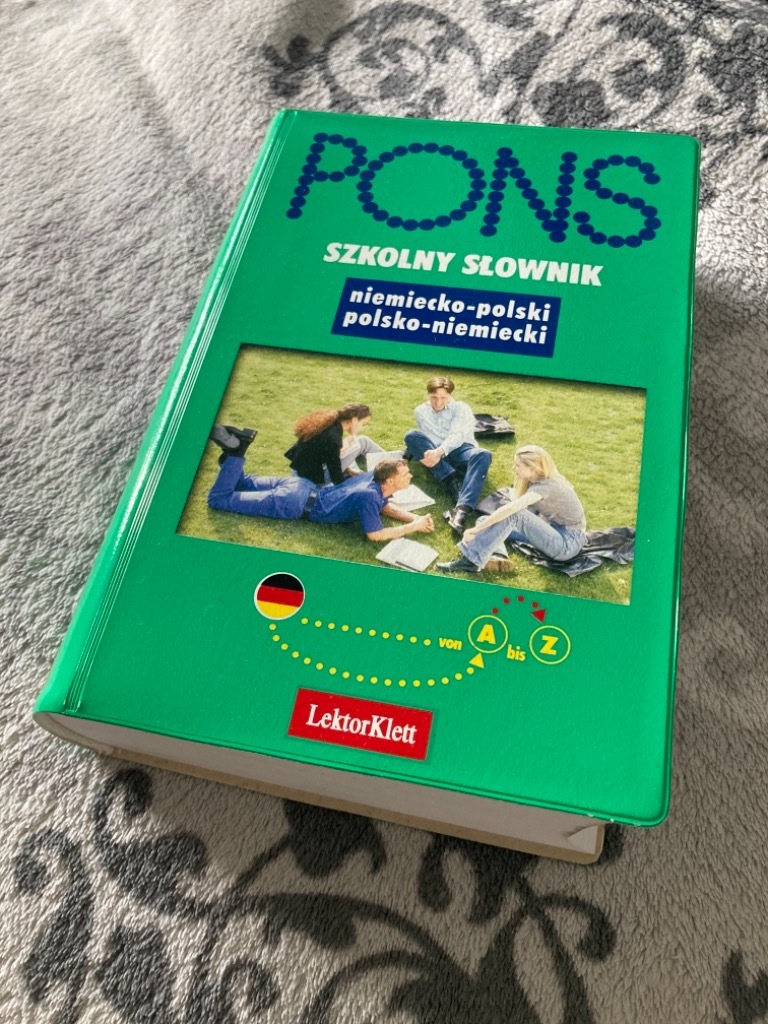 PONS
SZKOLNY SŁOWNIK
niemiecko-polski
polsko-niemiecki
von A bis Z
LektorKlett